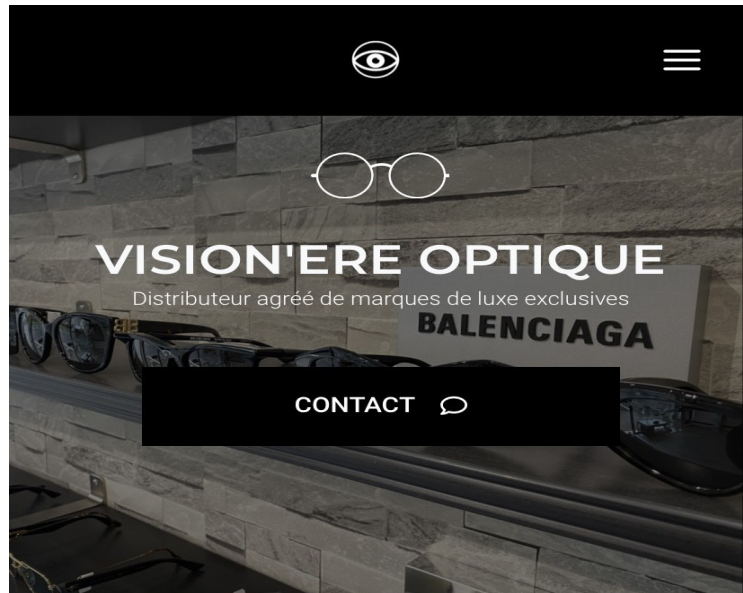 VISION'ERE OPTIQUE
Distributeur agréé de marques de luxe exclusives
BALENCIAGA
CONTACT